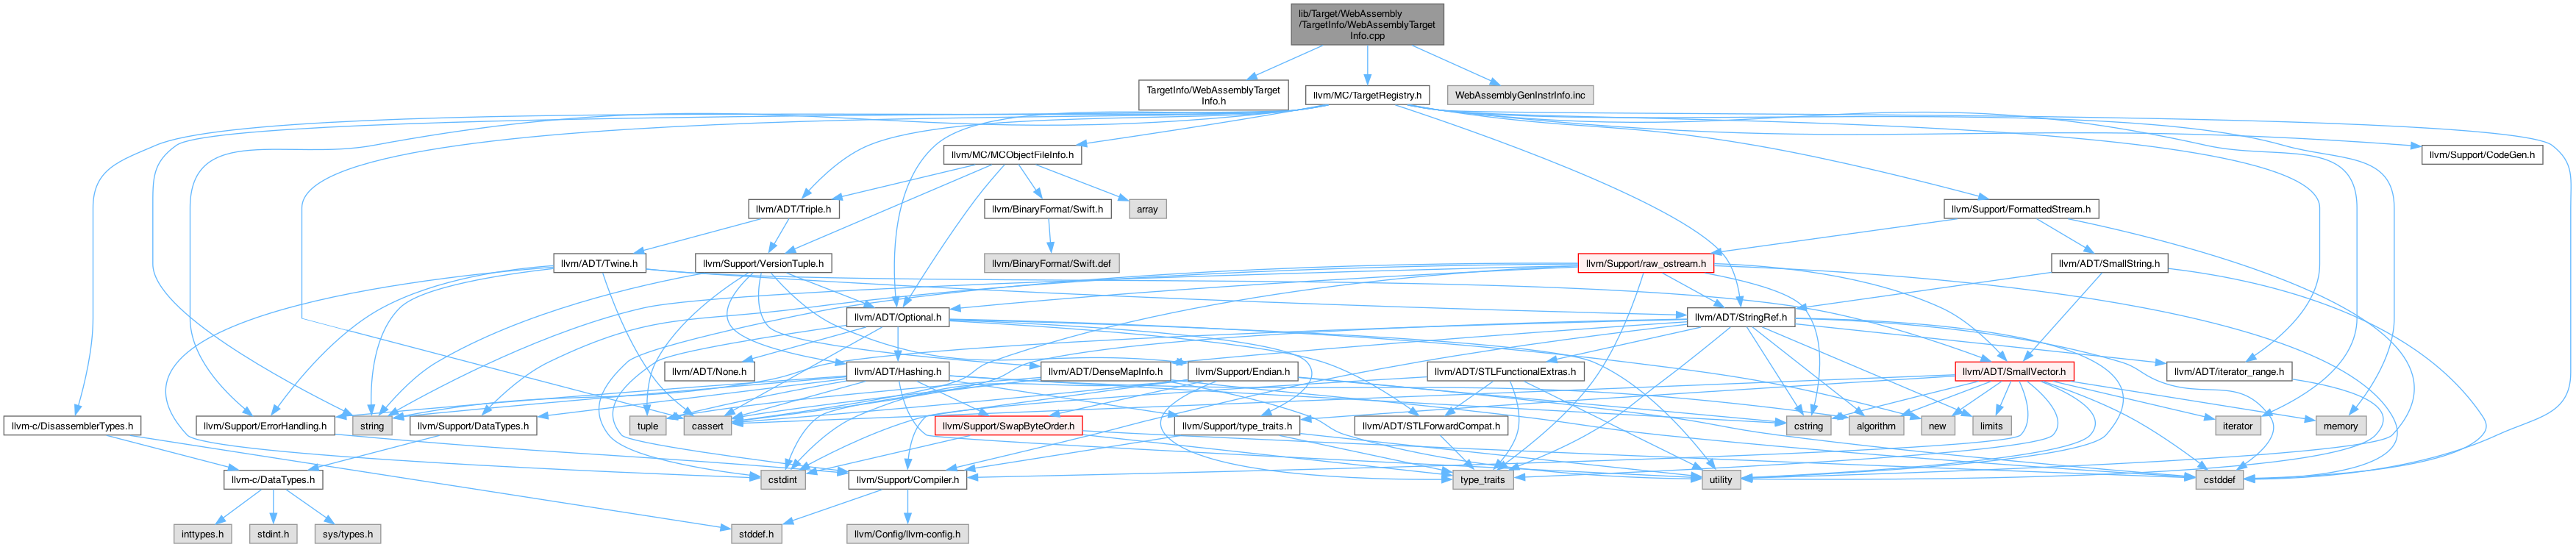 lib/Target/WebAssembly
/TargetInfo/WebAssemblyTarget
Info.cpp
TargetInfo/WebAssemblyTarget
Info.h
llvm/MC/TargetRegistry.h
WebAssemblyGenInstrInfo.inc
llvm/MC/MCObjectFileInfo.h
llvm/Support/CodeGen.h
llvm/ADT/Triple.h
llvm/BinaryFormat/Swift.h
array
llvm/Support/FormattedStream.h
llvm/ADT/Twine.h
llvm/Support/VersionTuple.h
llvm/BinaryFormat/Swift.def
llvm/Support/raw_ostream.h
llvm/ADT/SmallString.h
llvm/ADT/Optional.h
llvm/ADT/StringRef.h
llvm/ADT/None.h
llvm/ADT/Hashing.h
llvm/ADT/DenseMapInfo.h
llvm/Support/Endian.h
llvm/ADT/STLFunctionalExtras.h
llvm/ADT/SmallVector.h
llvm/ADT/iterator_range.h
llvm-c/DisassemblerTypes.h
llvm/Support/ErrorHandling.h
string
llvm/Support/DataTypes.h
tuple
cassert
llvm/Support/SwapByteOrder.h
llvm/Support/type_traits.h
llvm/ADT/STLForwardCompat.h
cstring
algorithm
new
limits
iterator
memory
llvm-c/DataTypes.h
cstdint
llvm/Support/Compiler.h
type_traits
utility
cstddef
inttypes.h
stdint.h
sys/types.h
stddef.h
llvm/Config/llvm-config.h